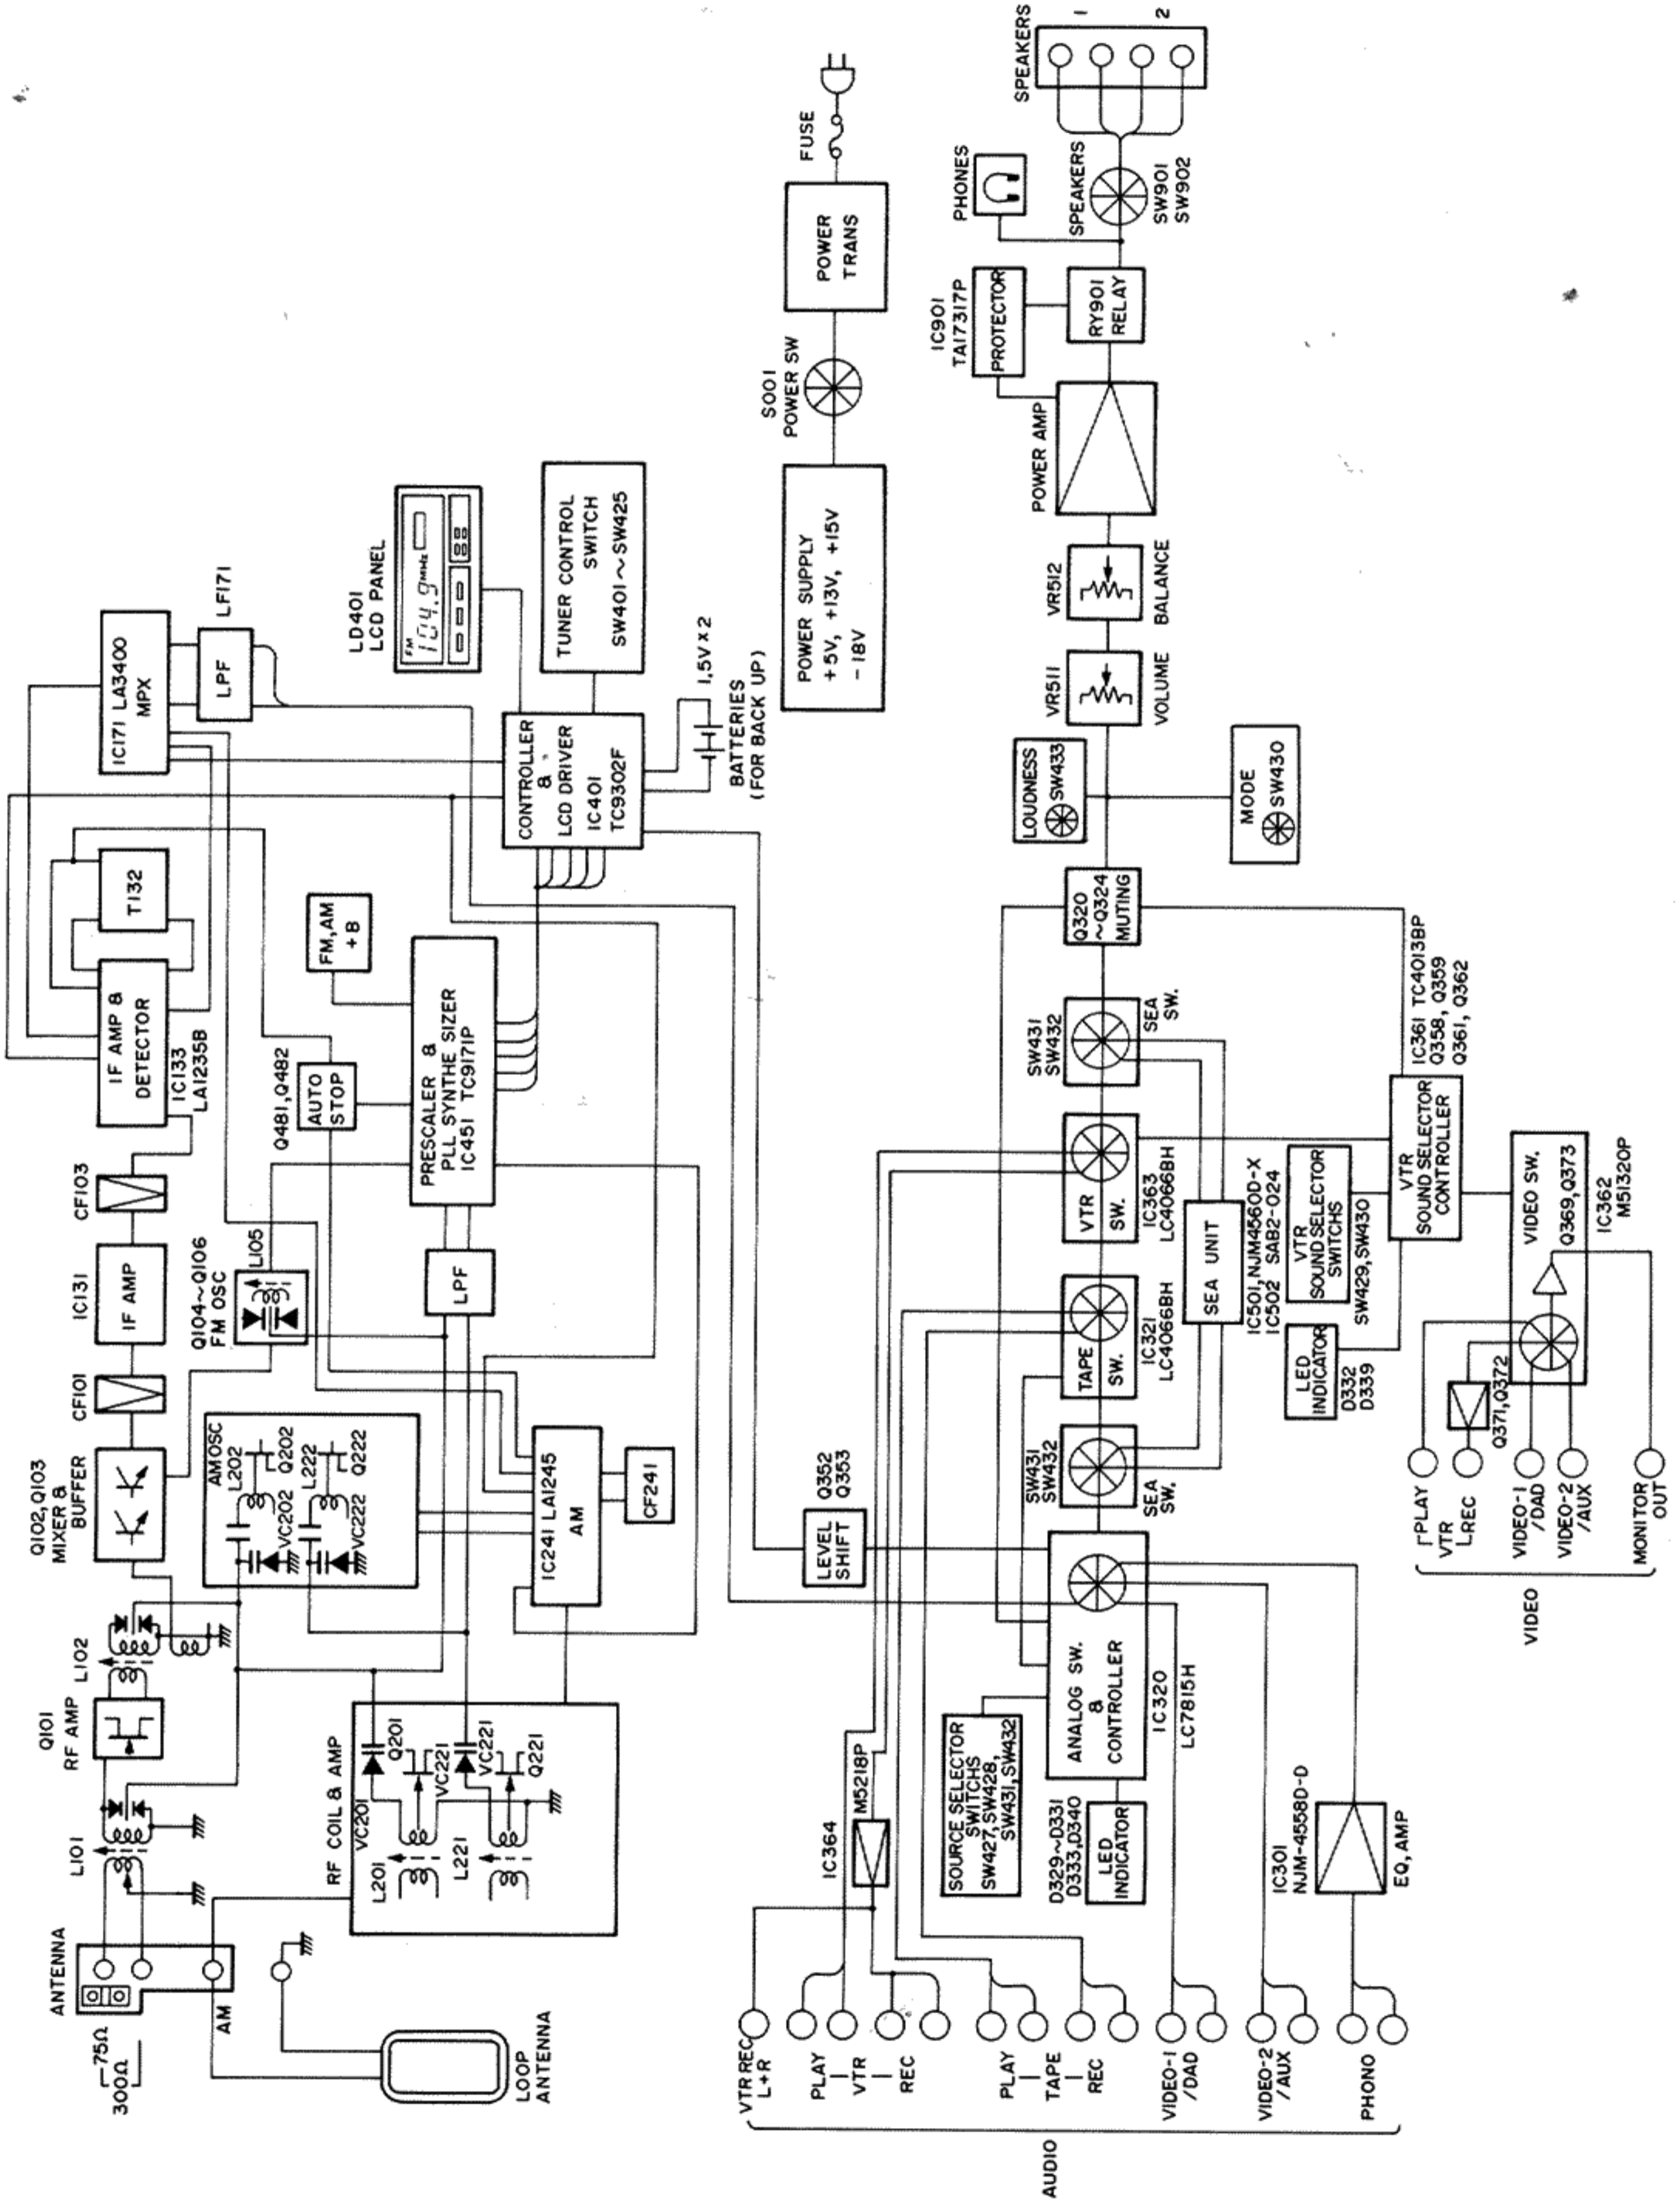 ANTENNA
75Ω
300Ω
AM
LOOP
ANTENNA
L101
Q101
RF AMP
L102
Q102,Q103
MIXER &
BUFFER
CF101
IC131
IF AMP
CF103
IF AMP &
DETECTOR
IC133
LA1235B
T132
IC171 LA3400
MPX
LPF
LF171
RF COIL & AMP
VC201
L201
Q201
VC221
L221
VC221
Q221
AM OSC
L202
Q202
VC202
L222
Q222
VC222
Q104~Q106
FM OSC
L105
Q481,Q482
AUTO
STOP
FM,AM
+B
PRESCALER &
PLL SYNTHE SIZER
IC451 TC9171P
LPF
IC241 LA1245
AM
CF241
LD401
LCD PANEL
FM
104.9MHz
CONTROLLER
&
LCD DRIVER
IC401
TC9302F
TUNER CONTROL
SWITCH
SW401~SW425
1.5V×2
BATTERIES
(FOR BACK UP)
POWER SUPPLY
+5V, +13V, +15V
-18V
S001
POWER SW
POWER
TRANS
FUSE
AUDIO
VTR REC
L+R
PLAY
VTR
REC
PLAY
TAPE
REC
VIDEO-1
/DAD
VIDEO-2
/AUX
PHONO
IC364
M5218P
SOURCE SELECTOR
SWITCHS
SW427,SW428,
SW431,SW432
D329~D331
D333,D340
LED
INDICATOR
ANALOG SW.
&
CONTROLLER
IC320
LC7815H
IC301
NJM-4558D-D
EQ,AMP
LEVEL
SHIFT
Q352
Q353
SW431
SW432
SEA
SW.
TAPE
SW.
IC321
LC4066BH
VTR
SW.
IC363
LC4066BH
SW431
SW432
SEA
SW.
SEA UNIT
IC501,NJM4560D-X
IC502 SAB2-024
Q320
~Q324
MUTING
LOUDNESS
SW433
MODE
SW430
VR511
VOLUME
VR512
BALANCE
POWER AMP
IC901
TA17317P
PROTECTOR
RY901
RELAY
PHONES
SPEAKERS
SW901
SW902
SPEAKERS
1
2
LED
INDICATOR
D332
D339
VTR
SOUND SELECTOR
SWITCHS
SW429,SW430
VTR
SOUND SELECTOR
CONTROLLER
IC361 TC4013BP
Q358, Q359
Q361, Q362
VIDEO SW.
Q369,Q373
IC362
M51320P
Q371,Q372
VIDEO
PLAY
VTR
REC
VIDEO-1
/DAD
VIDEO-2
/AUX
MONITOR
OUT